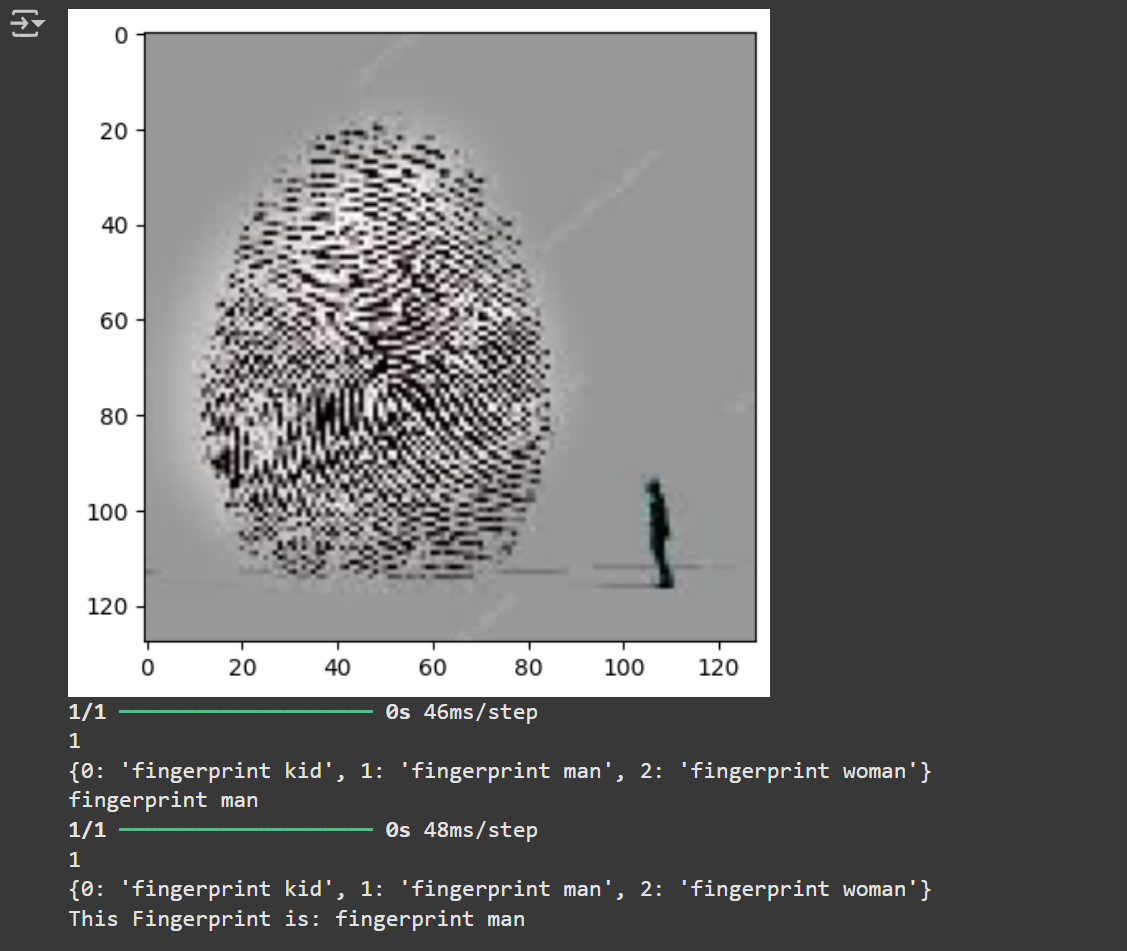 0
20
40
60
80
100
120
0 20 40 60 80 100 120
1/1 ━━━━━━━━━━━━━━━━━━━━ 0s 46ms/step
1
{0: 'fingerprint kid', 1: 'fingerprint man', 2: 'fingerprint woman'}
fingerprint man
1/1 ━━━━━━━━━━━━━━━━━━━━ 0s 48ms/step
1
{0: 'fingerprint kid', 1: 'fingerprint man', 2: 'fingerprint woman'}
This Fingerprint is: fingerprint man